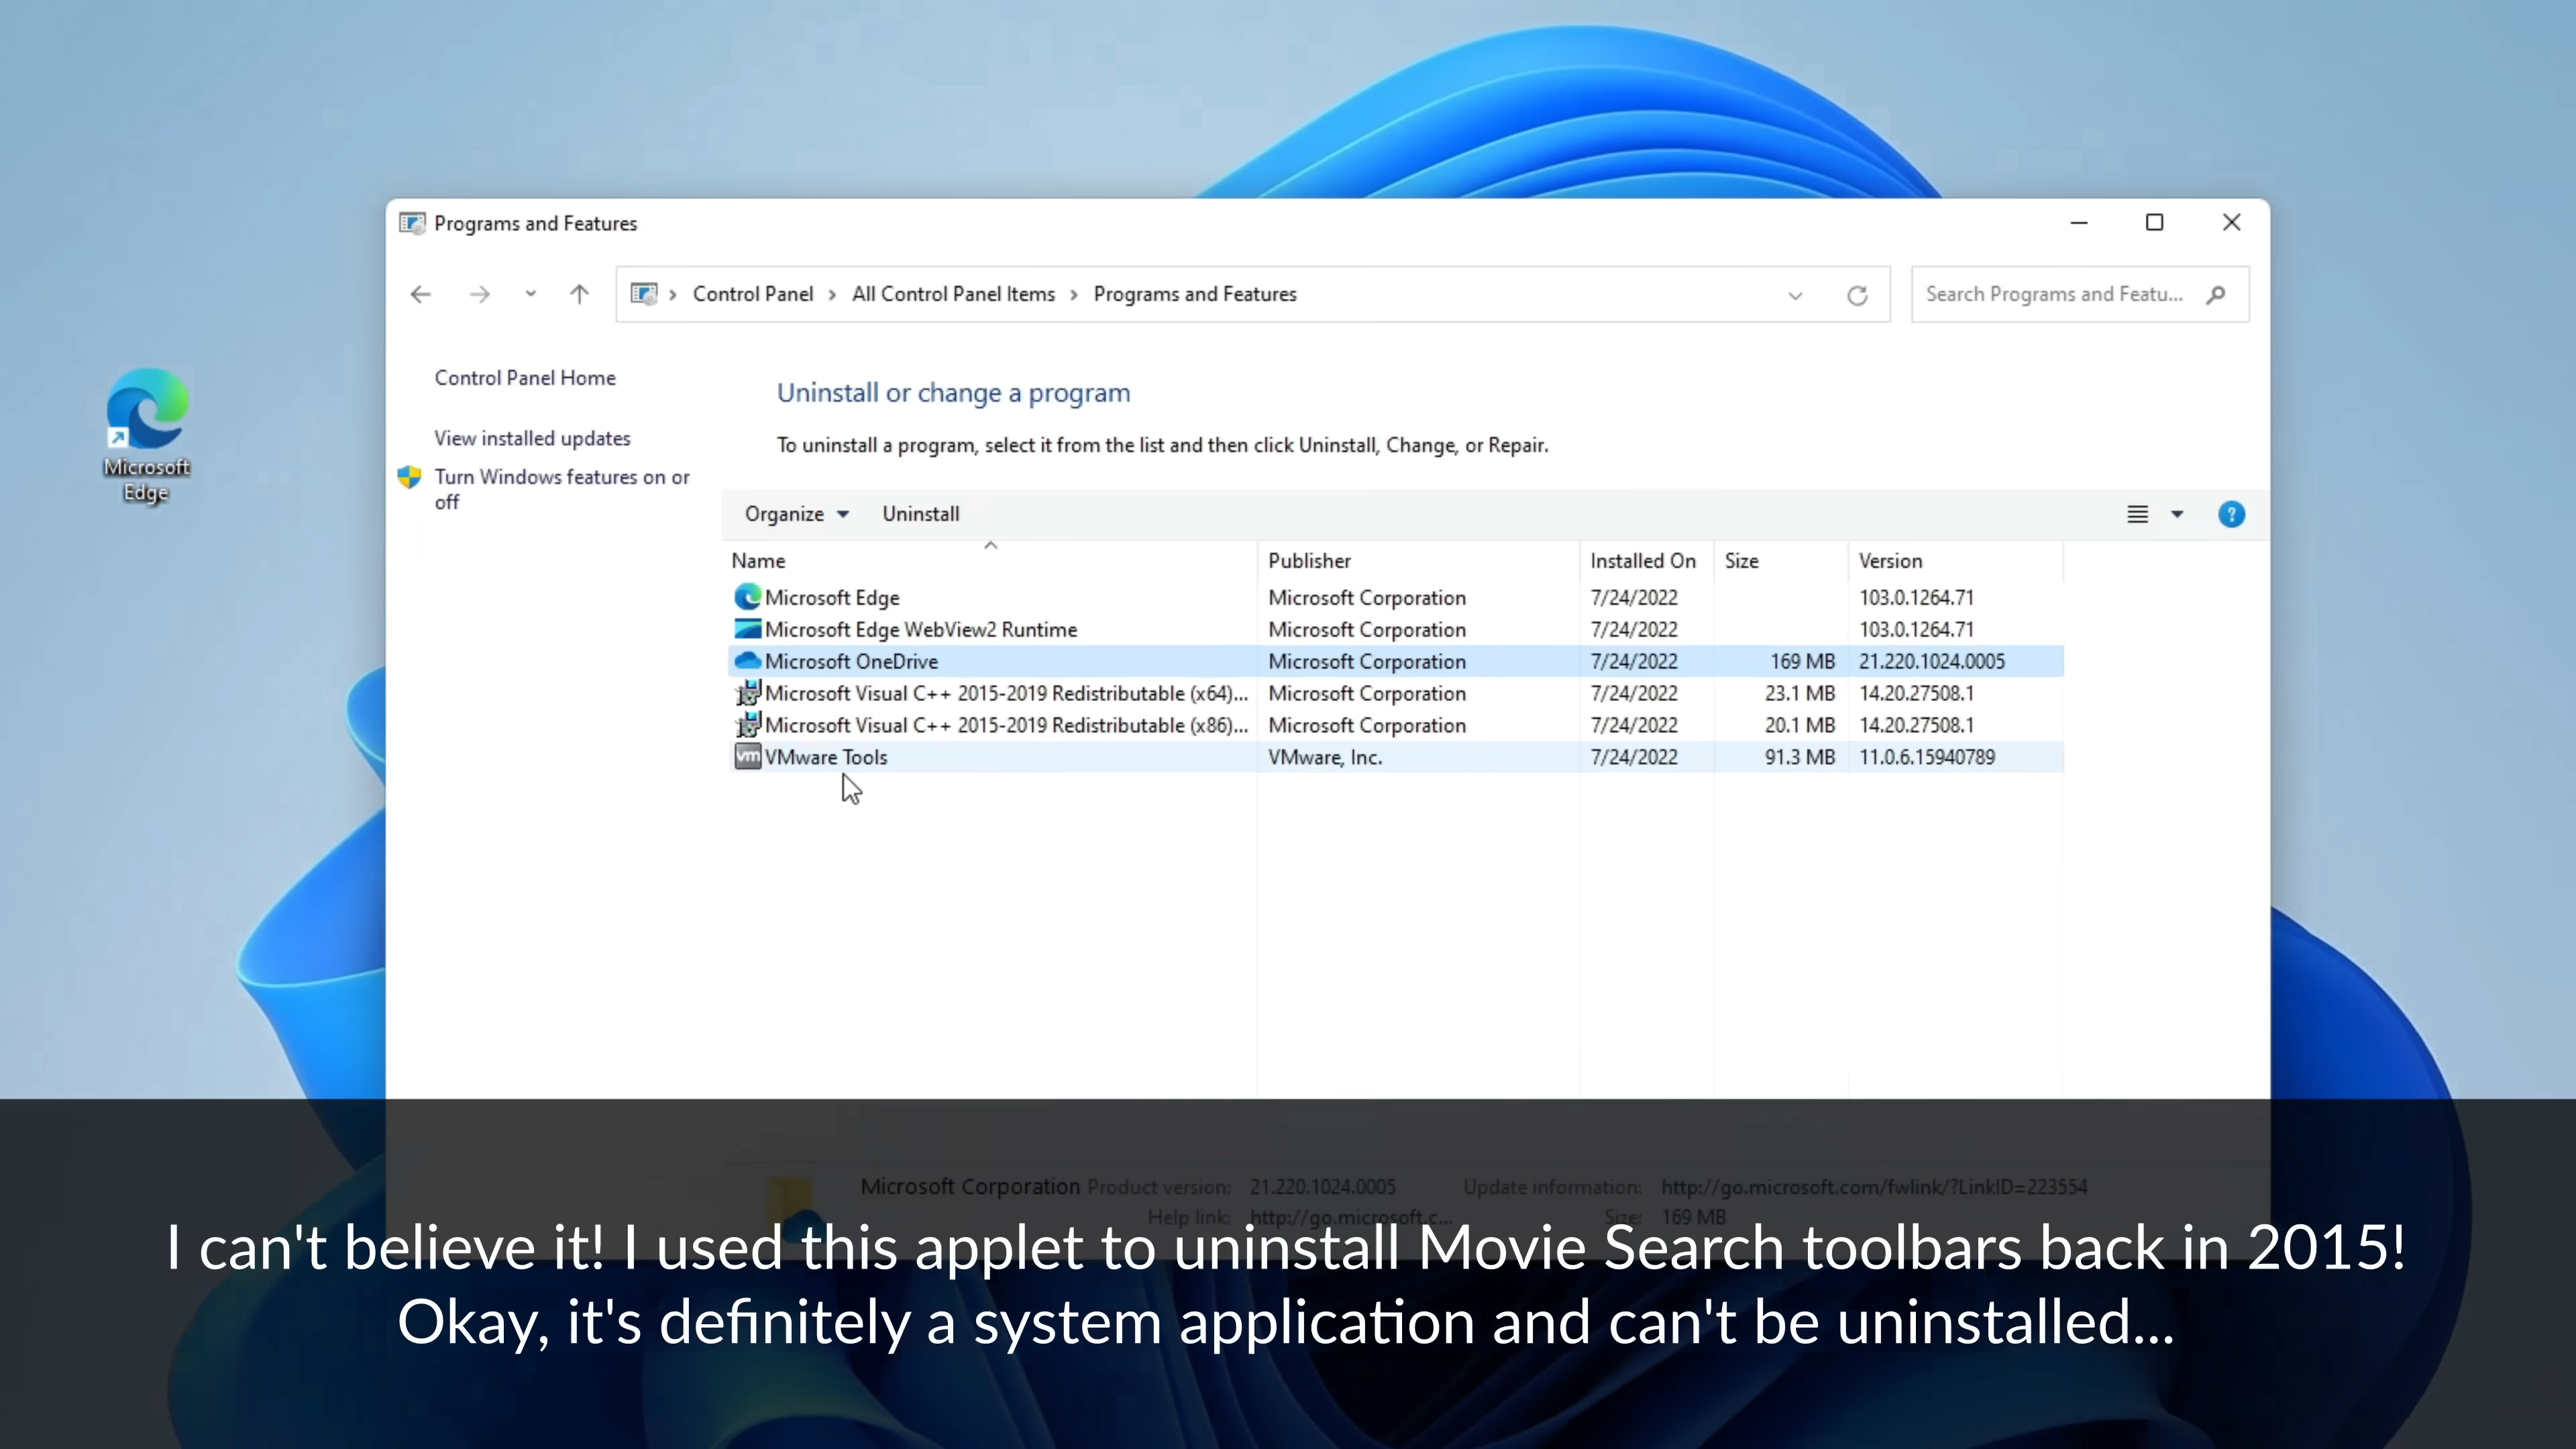 Programs and Features
Control Panel
All Control Panel Items
Programs and Features
Search Programs and Featu...
Microsoft
Edge
Control Panel Home
View installed updates
Turn Windows features on or
off
Uninstall or change a program
To uninstall a program, select it from the list and then click Uninstall, Change, or Repair.
Organize
Uninstall
?
Name Publisher Installed On Size Version
Microsoft Edge Microsoft Corporation 7/24/2022 103.0.1264.71
Microsoft Edge WebView2 Runtime Microsoft Corporation 7/24/2022 103.0.1264.71
Microsoft OneDrive Microsoft Corporation 7/24/2022 169 MB 21.220.1024.0005
Microsoft Visual C++ 2015-2019 Redistributable (x64)... Microsoft Corporation 7/24/2022 23.1 MB 14.20.27508.1
Microsoft Visual C++ 2015-2019 Redistributable (x86)... Microsoft Corporation 7/24/2022 20.1 MB 14.20.27508.1
vm VMware Tools VMware, Inc. 7/24/2022 91.3 MB 11.0.6.15940789
Microsoft Corporation Product version: 21.220.1024.0005 Update information: http://go.microsoft.com/fwlink/?LinkID=223554
Help link: http://go.microsoft.c... Size: 169 MB
I can't believe it! I used this applet to uninstall Movie Search toolbars back in 2015!
Okay, it's definitely a system application and can't be uninstalled...